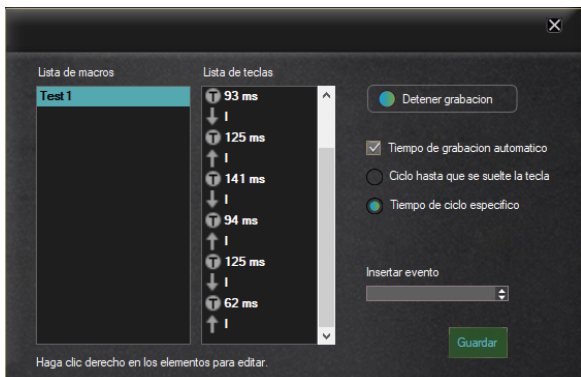 Lista de macros
Lista de teclas
Test1
93 ms
I
125 ms
I
141 ms
I
94 ms
I
125 ms
I
62 ms
I
Detener grabacion
Tiempo de grabacion automatico
Ciclo hasta que se suelte la tecla
Tiempo de ciclo especifico
Insertar evento
Guardar
Haga clic derecho en los elementos para editar.